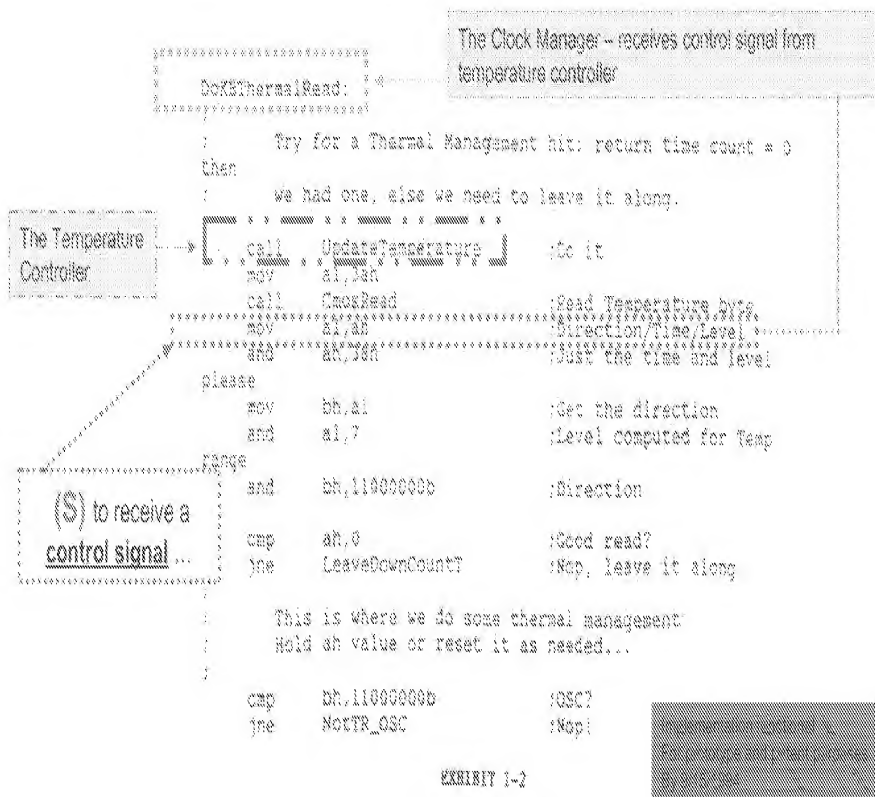 The Clock Manager – receives control signal from
temperature controller
DoKBThermalRead:
; Try for a Thermal Management hit: return time count = 0
then
; we had one, else we need to leave it along.
The Temperature
Controller
call UpdateTemperature ;Do it
mov al,3ah
call CmosRead ;Read Temperature byte
mov al,ah ;Direction/Time/Level
and ah,38h ;Just the time and level
please
mov bh,al ;Get the direction
and al,7 ;Level computed for Temp
range
and bh,11000000b ;Direction
(S) to receive a
control signal ...
cmp ah,0 ;Good read?
jne LeaveDownCountT ;Nop, leave it along
;
; This is where we do some thermal management
; Hold ah value or reset it as needed...
;
cmp bh,11000000b ;OSC?
jne NotTR_OSC ;Nop!
EXHIBIT 1-2